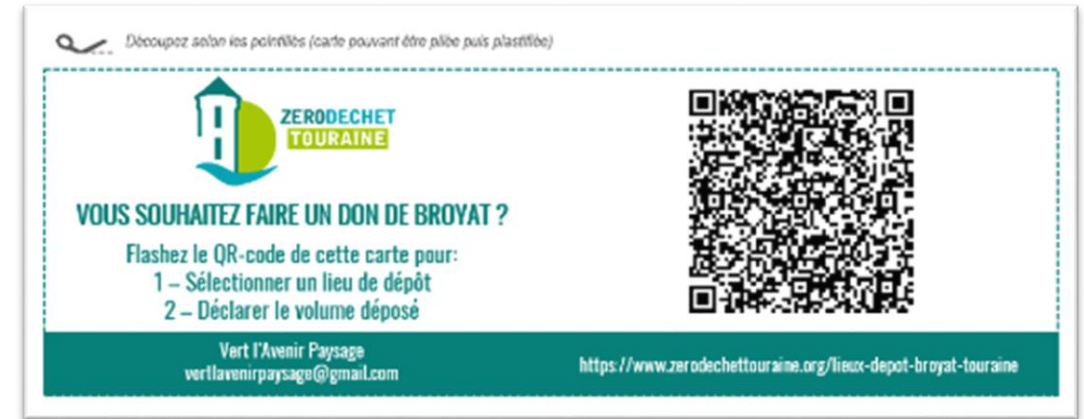 Découpez selon les pointillés (carte pouvant être pliée puis plastifiée)
ZERODECHET
TOURAINE
VOUS SOUHAITEZ FAIRE UN DON DE BROYAT ?
Flashez le QR-code de cette carte pour:
1 – Sélectionner un lieu de dépôt
2 – Déclarer le volume déposé
Vert l'Avenir Paysage
vertlavenirpaysage@gmail.com
https://www.zerodechettouraine.org/lieux-depot-broyat-touraine